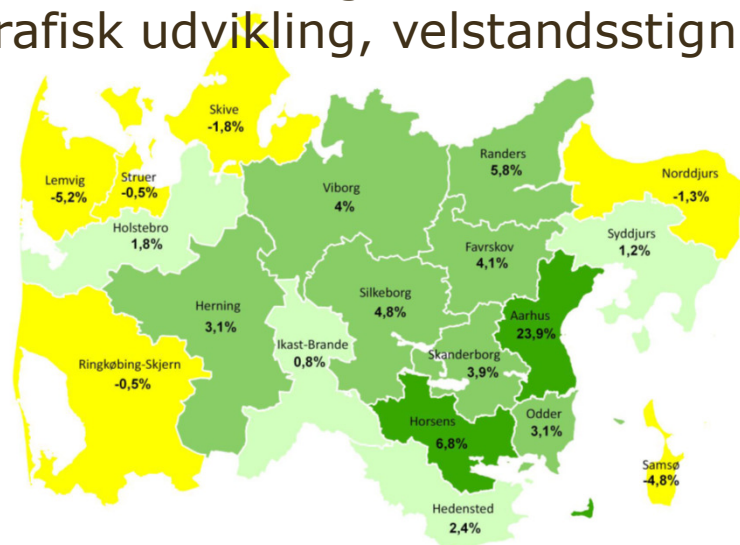 udvikling, velstandsstign
Skive
-1,8%
Randers
5,8%
Norddjurs
-1,3%
Lemvig
-5,2%
Struer
-0,5%
Viborg
4%
Holstebro
1,8%
Syddjurs
1,2%
Favrskov
4,1%
Silkeborg
4,8%
Herning
3,1%
Aarhus
23,9%
Ikast-Brande
0,8%
Skanderborg
3,9%
Ringkøbing-Skjern
-0,5%
Horsens
6,8%
Odder
3,1%
Samsø
-4,8%
Hedensted
2,4%